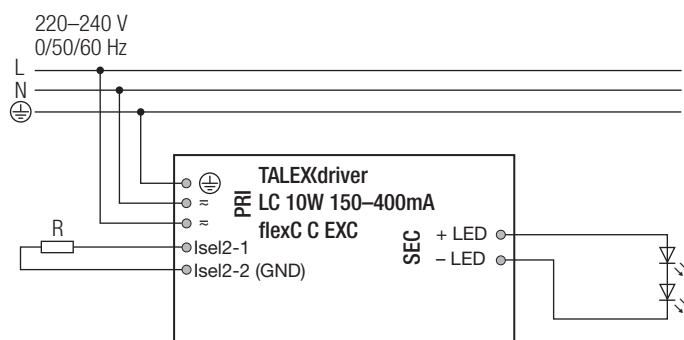 220–240 V
0/50/60 Hz
L
N
TALEXXdriver
LC 10W 150–400mA
flexC C EXC
PRI
≂
≂
R
Isel2-1
Isel2-2 (GND)
SEC
+ LED
– LED